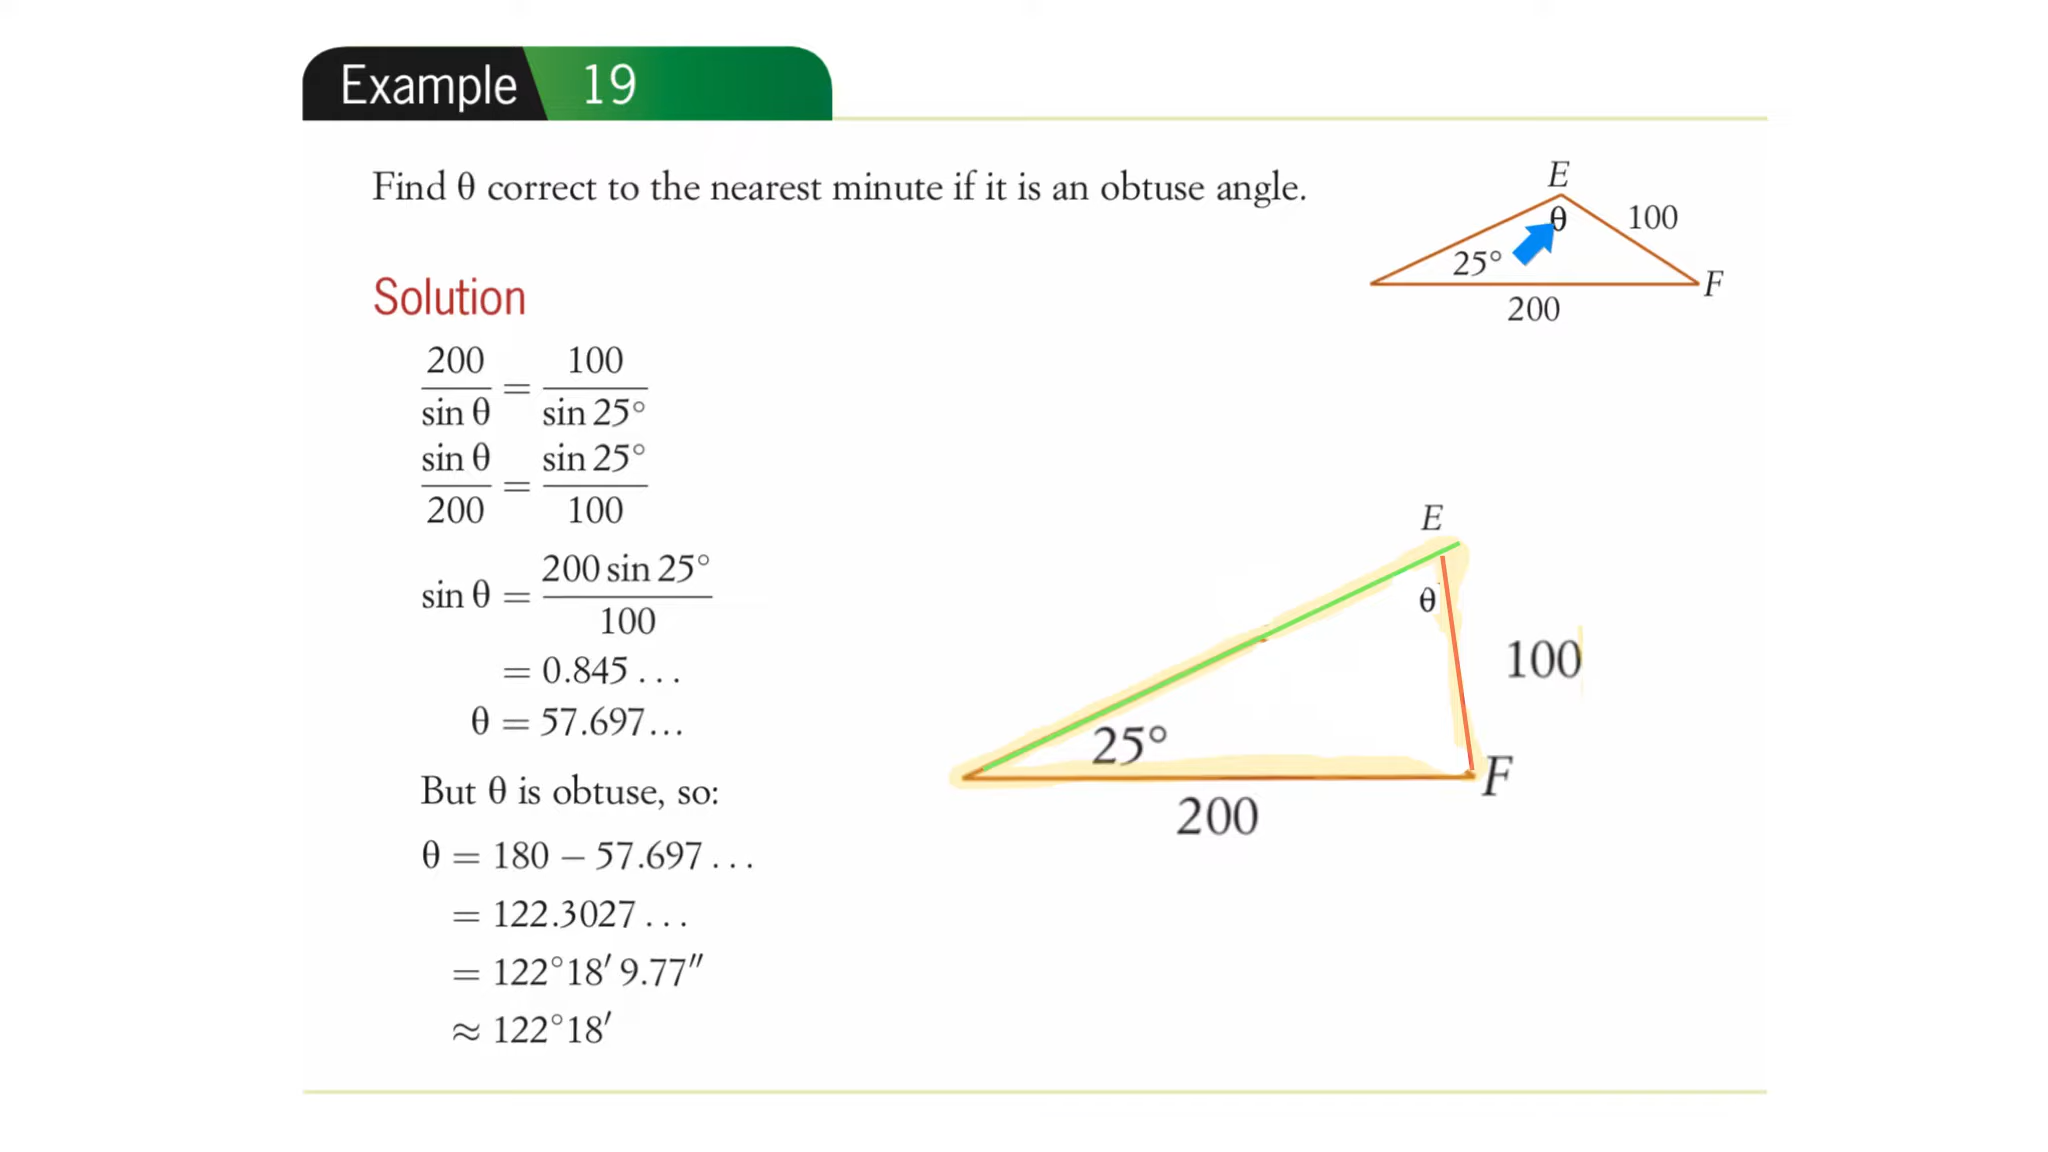 Example 19
Find θ correct to the nearest minute if it is an obtuse angle.
E
θ
100
25°
F
200
Solution
200/sin θ = 100/sin 25°
sin θ/200 = sin 25°/100
sin θ = 200 sin 25°/100
= 0.845 . . .
θ = 57.697...
But θ is obtuse, so:
θ = 180 – 57.697 . . .
= 122.3027 . . .
= 122°18′ 9.77″
≈ 122°18′
E
θ
100
25°
F
200